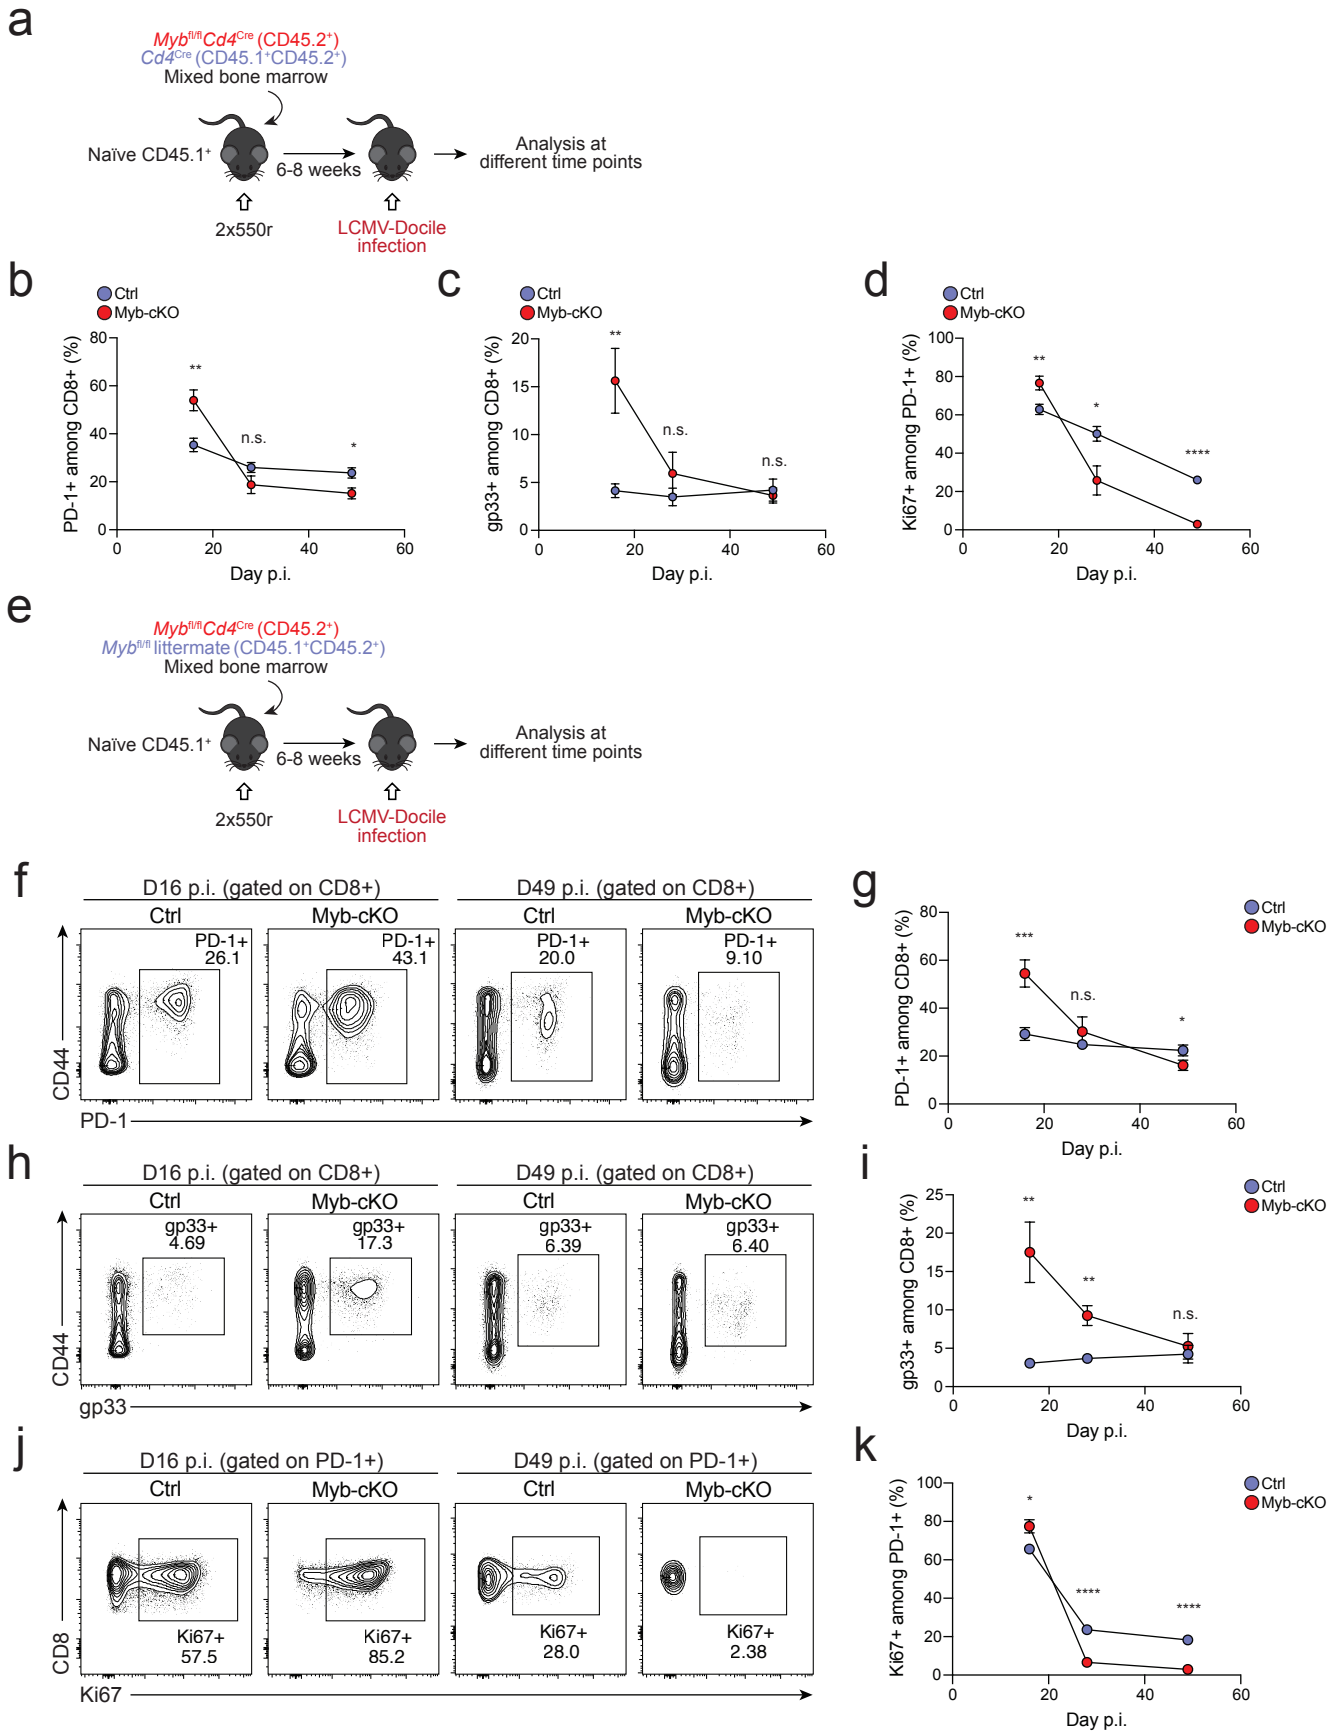 a
Myb^fl/fl Cd4^Cre (CD45.2⁺)
Cd4^Cre (CD45.1⁺CD45.2⁺)
Mixed bone marrow
Naïve CD45.1⁺
6-8 weeks
Analysis at
different time points
2x550r
LCMV-Docile
infection
b
Ctrl
Myb-cKO
PD-1+ among CD8+ (%)
80
60
40
20
0
**
n.s.
*
0 20 40 60
Day p.i.
c
Ctrl
Myb-cKO
gp33+ among CD8+ (%)
20
15
10
5
0
**
n.s.
n.s.
0 20 40 60
Day p.i.
d
Ctrl
Myb-cKO
Ki67+ among PD-1+ (%)
100
80
60
40
20
0
**
*
****
0 20 40 60
Day p.i.
e
Myb^fl/fl Cd4^Cre (CD45.2⁺)
Myb^fl/fl littermate (CD45.1⁺CD45.2⁺)
Mixed bone marrow
Naïve CD45.1⁺
6-8 weeks
Analysis at
different time points
2x550r
LCMV-Docile
infection
f
D16 p.i. (gated on CD8+)
D49 p.i. (gated on CD8+)
Ctrl
Myb-cKO
Ctrl
Myb-cKO
PD-1+
26.1
PD-1+
43.1
PD-1+
20.0
PD-1+
9.10
CD44
PD-1
g
Ctrl
Myb-cKO
PD-1+ among CD8+ (%)
80
60
40
20
0
***
n.s.
*
0 20 40 60
Day p.i.
h
D16 p.i. (gated on CD8+)
D49 p.i. (gated on CD8+)
Ctrl
Myb-cKO
Ctrl
Myb-cKO
gp33+
4.69
gp33+
17.3
gp33+
6.39
gp33+
6.40
CD44
gp33
i
Ctrl
Myb-cKO
gp33+ among CD8+ (%)
25
20
15
10
5
0
**
**
n.s.
0 20 40 60
Day p.i.
j
D16 p.i. (gated on PD-1+)
D49 p.i. (gated on PD-1+)
Ctrl
Myb-cKO
Ctrl
Myb-cKO
Ki67+
57.5
Ki67+
85.2
Ki67+
28.0
Ki67+
2.38
CD8
Ki67
k
Ctrl
Myb-cKO
Ki67+ among PD-1+ (%)
100
80
60
40
20
0
*
****
****
0 20 40 60
Day p.i.